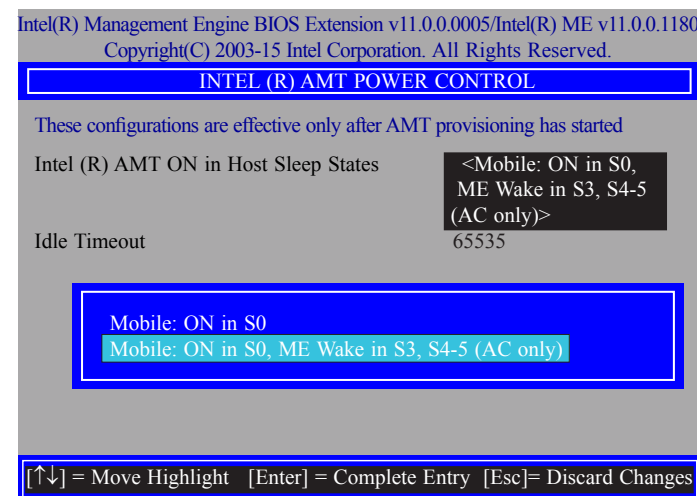 Intel(R) Management Engine BIOS Extension v11.0.0.0005/Intel(R) ME v11.0.0.1180
Copyright(C) 2003-15 Intel Corporation. All Rights Reserved.
INTEL (R) AMT POWER CONTROL
These configurations are effective only after AMT provisioning has started
Intel (R) AMT ON in Host Sleep States
<Mobile: ON in S0,
ME Wake in S3, S4-5
(AC only)>
Idle Timeout 65535
Mobile: ON in S0
Mobile: ON in S0, ME Wake in S3, S4-5 (AC only)
[↑↓] = Move Highlight [Enter] = Complete Entry [Esc]= Discard Changes